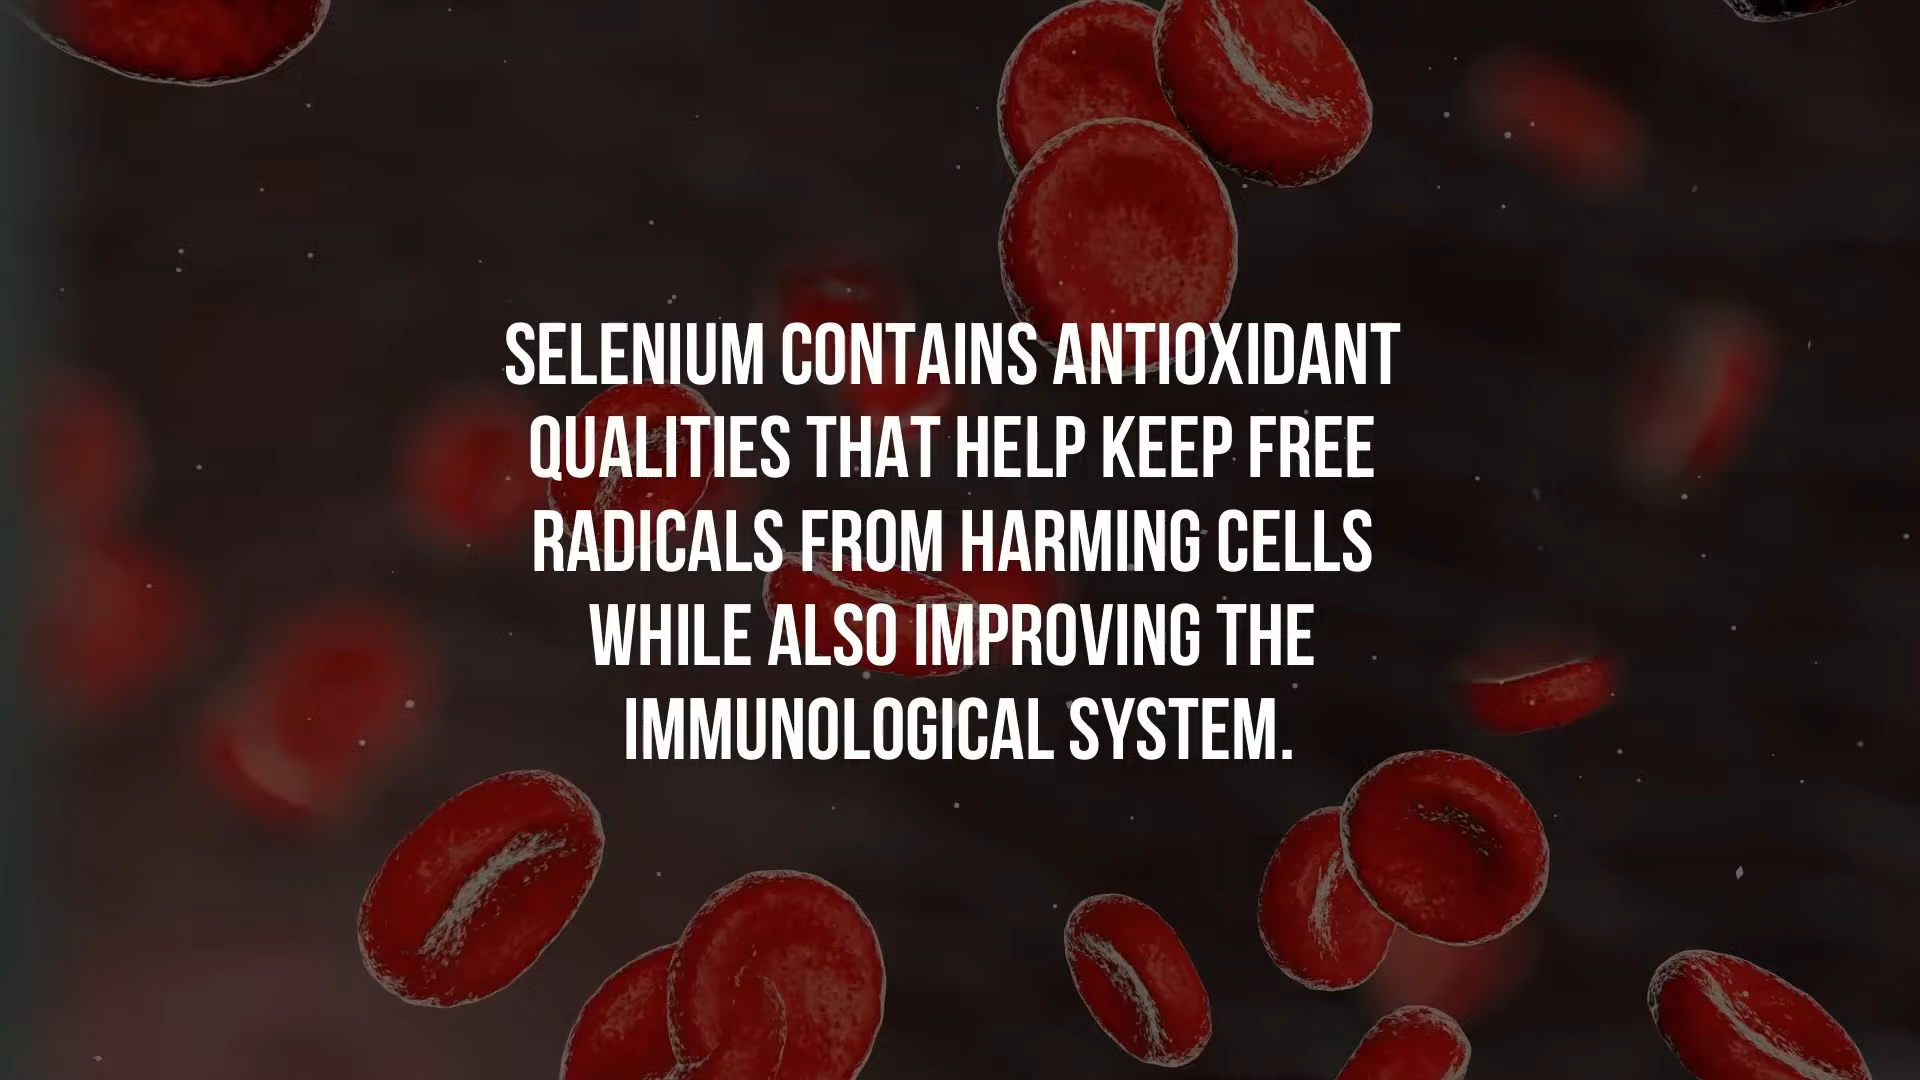 SELENIUM CONTAINS ANTIOXIDANT
QUALITIES THAT HELP KEEP FREE
RADICALS FROM HARMING CELLS
WHILE ALSO IMPROVING THE
IMMUNOLOGICAL SYSTEM.